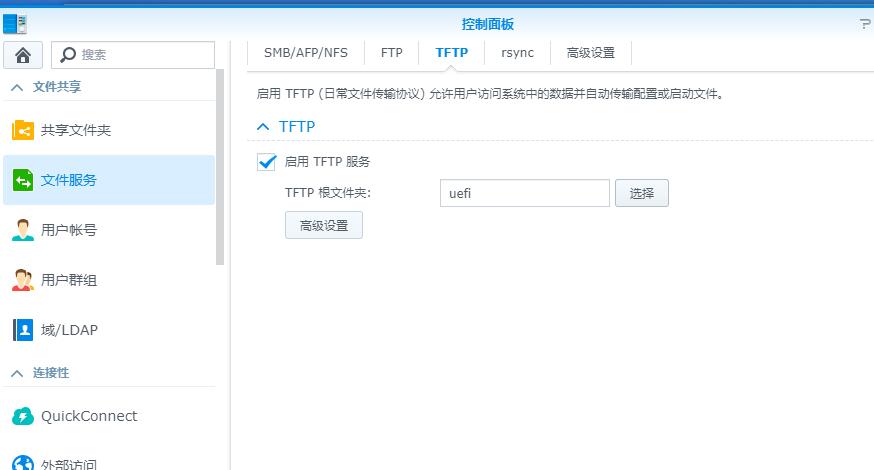 控制面板
搜索
文件共享
共享文件夹
文件服务
用户帐号
用户群组
域/LDAP
连接性
QuickConnect
外部访问
SMB/AFP/NFS FTP TFTP rsync 高级设置
启用 TFTP (日常文件传输协议) 允许用户访问系统中的数据并自动传输配置或启动文件。
TFTP
启用 TFTP 服务
TFTP 根文件夹: uefi 选择
高级设置